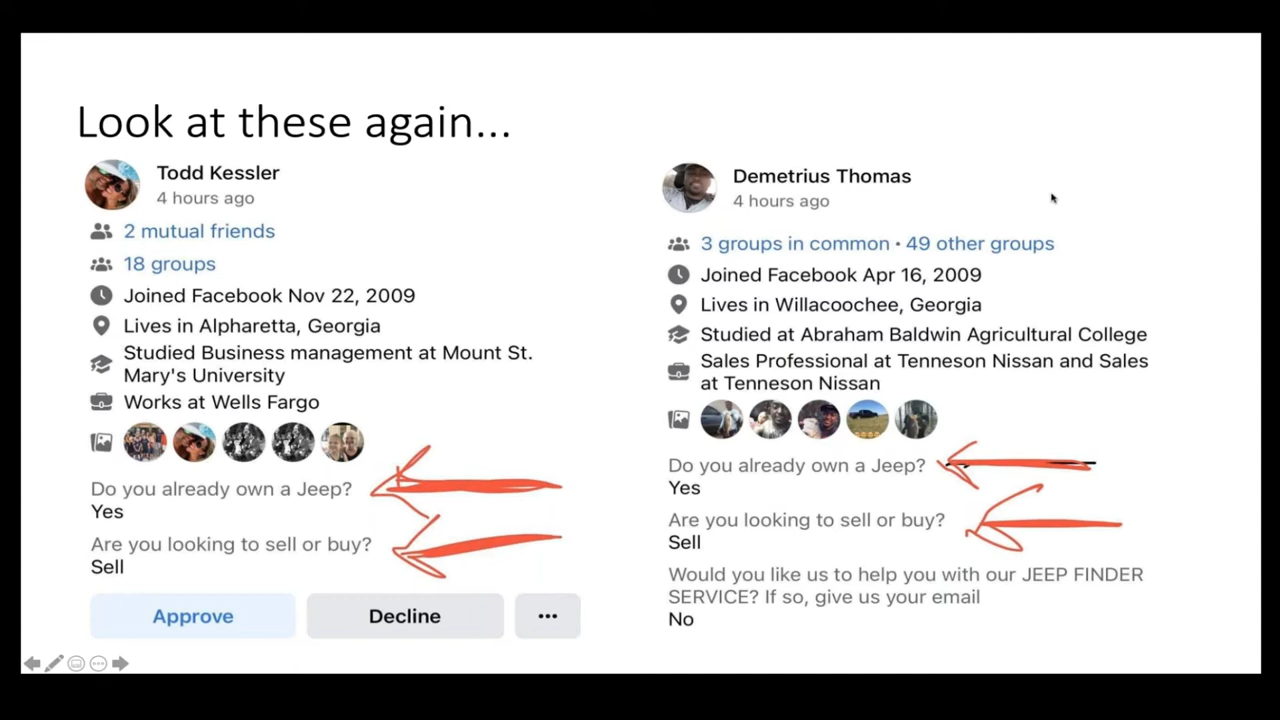 Look at these again...
Todd Kessler
4 hours ago
2 mutual friends
18 groups
Joined Facebook Nov 22, 2009
Lives in Alpharetta, Georgia
Studied Business management at Mount St.
Mary's University
Works at Wells Fargo
Do you already own a Jeep?
Yes
Are you looking to sell or buy?
Sell
Approve
Decline
Demetrius Thomas
4 hours ago
3 groups in common • 49 other groups
Joined Facebook Apr 16, 2009
Lives in Willacoochee, Georgia
Studied at Abraham Baldwin Agricultural College
Sales Professional at Tenneson Nissan and Sales
at Tenneson Nissan
Do you already own a Jeep?
Yes
Are you looking to sell or buy?
Sell
Would you like us to help you with our JEEP FINDER
SERVICE? If so, give us your email
No